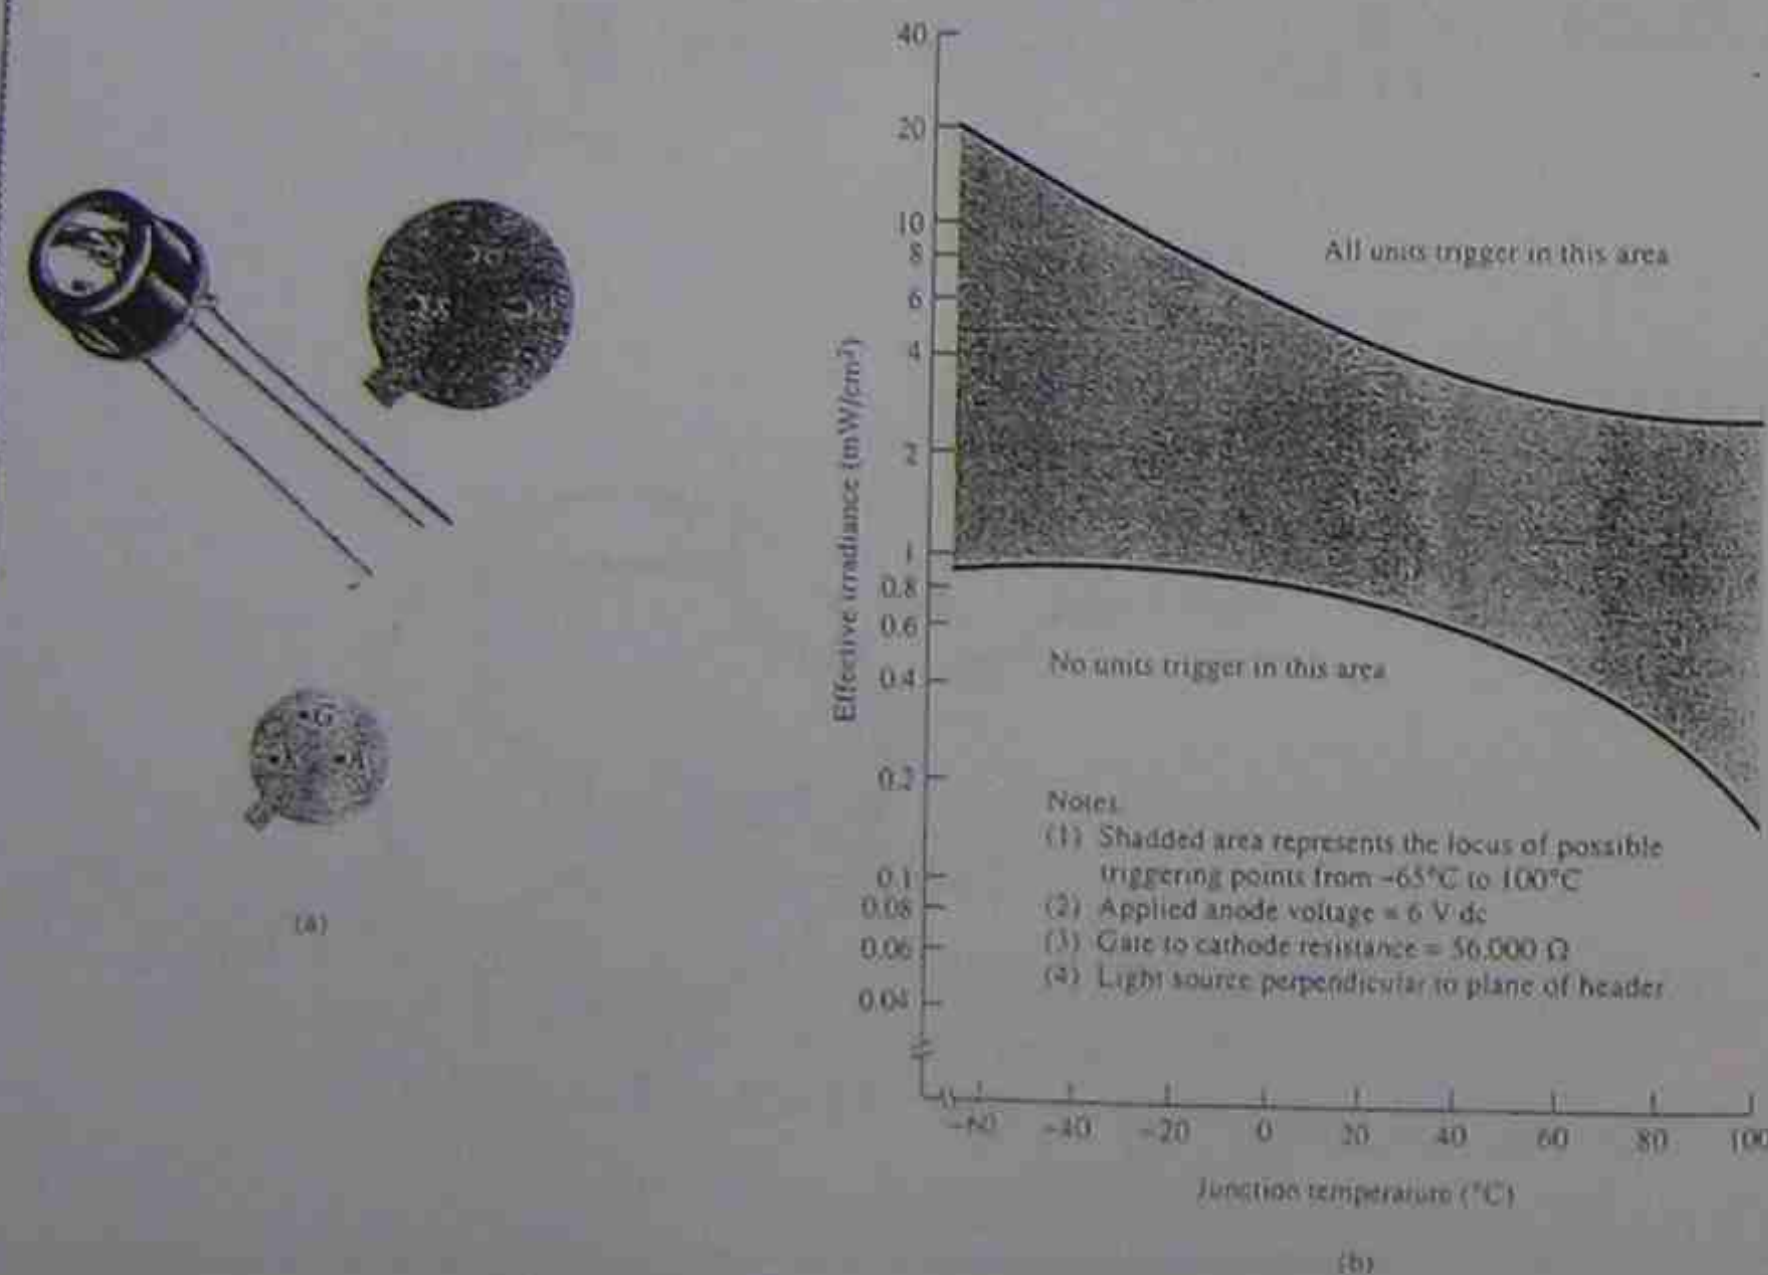 G
K
A
(a)
40
20
10
8
6
4
2
1
0.8
0.6
0.4
0.2
0.1
0.08
0.06
0.04
Effective irradiance (mW/cm²)
All units trigger in this area
No units trigger in this area
Notes
(1) Shadded area represents the locus of possible
triggering points from -65°C to 100°C
(2) Applied anode voltage = 6 V dc
(3) Gate to cathode resistance = 56,000 Ω
(4) Light source perpendicular to plane of header
-60 -40 -20 0 20 40 60 80 100
Junction temperature (°C)
(b)